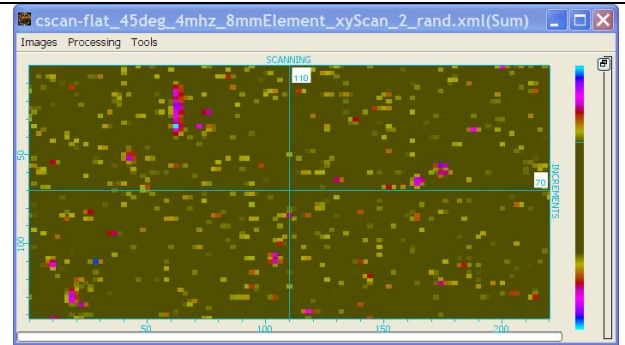 cscan-flat_45deg_4mhz_8mmElement_xyScan_2_rand.xml(Sum)
Images Processing Tools
SCANNING
110
50
70
INCREMENTS
100
50 100 150 200